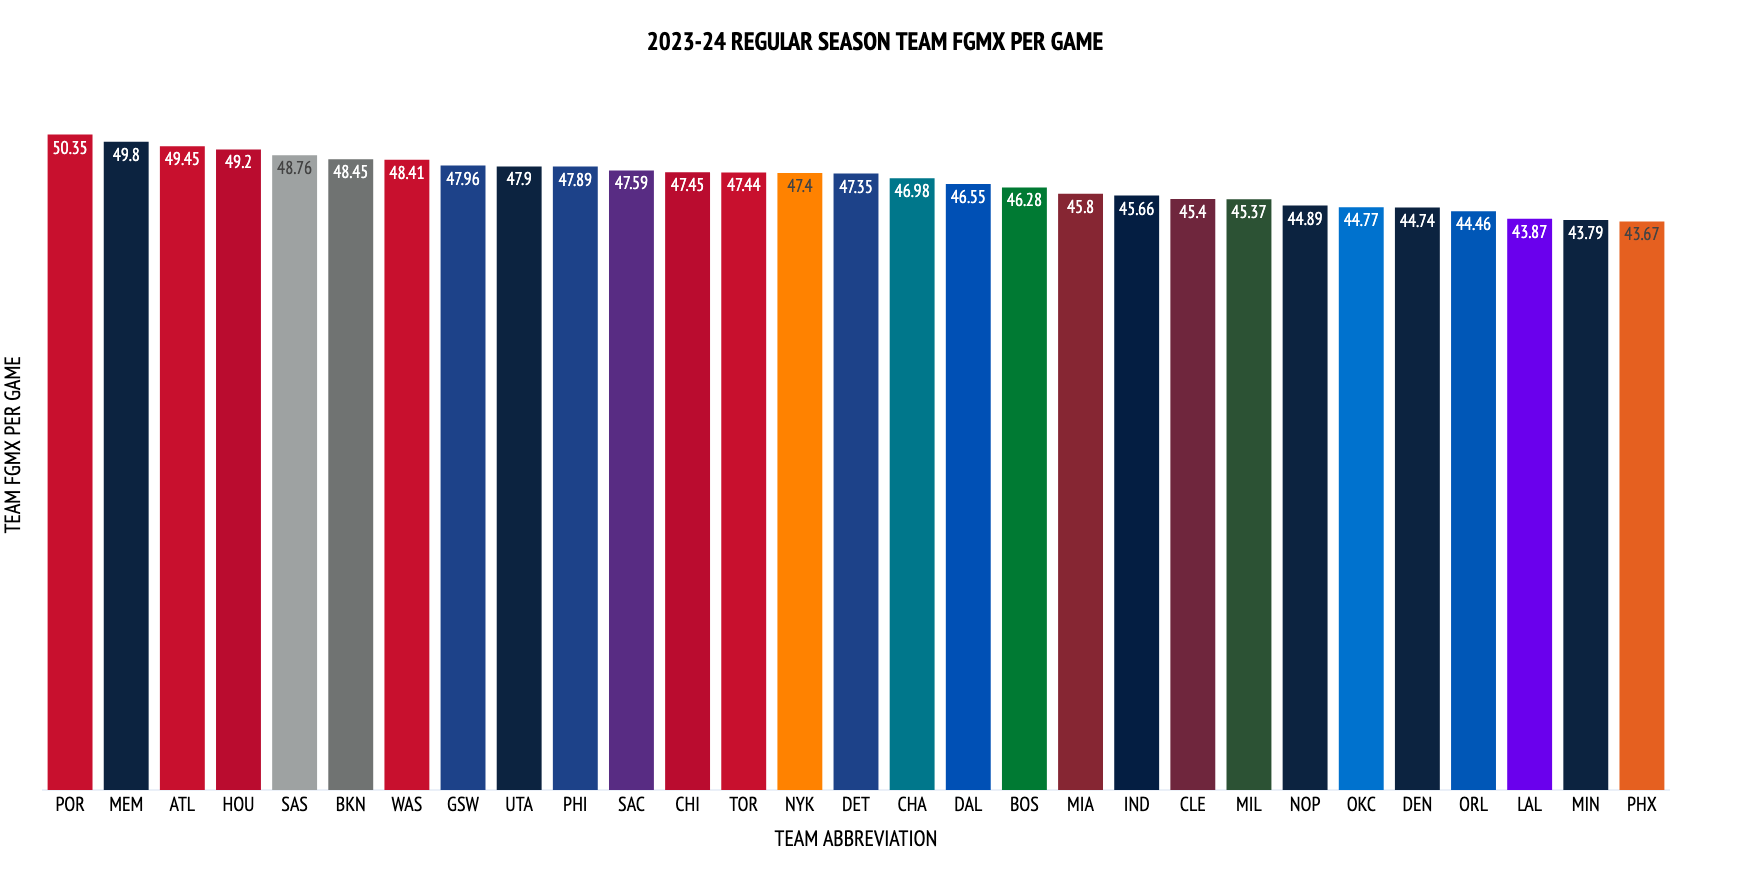 2023-24 REGULAR SEASON TEAM FGMX PER GAME
50.35 49.8 49.45 49.2 48.76 48.45 48.41 47.96 47.9 47.89 47.59 47.45 47.44 47.4 47.35 46.98 46.55 46.28 45.8 45.66 45.4 45.37 44.89 44.77 44.74 44.46 43.87 43.79 43.67
TEAM FGMX PER GAME
POR MEM ATL HOU SAS BKN WAS GSW UTA PHI SAC CHI TOR NYK DET CHA DAL BOS MIA IND CLE MIL NOP OKC DEN ORL LAL MIN PHX
TEAM ABBREVIATION